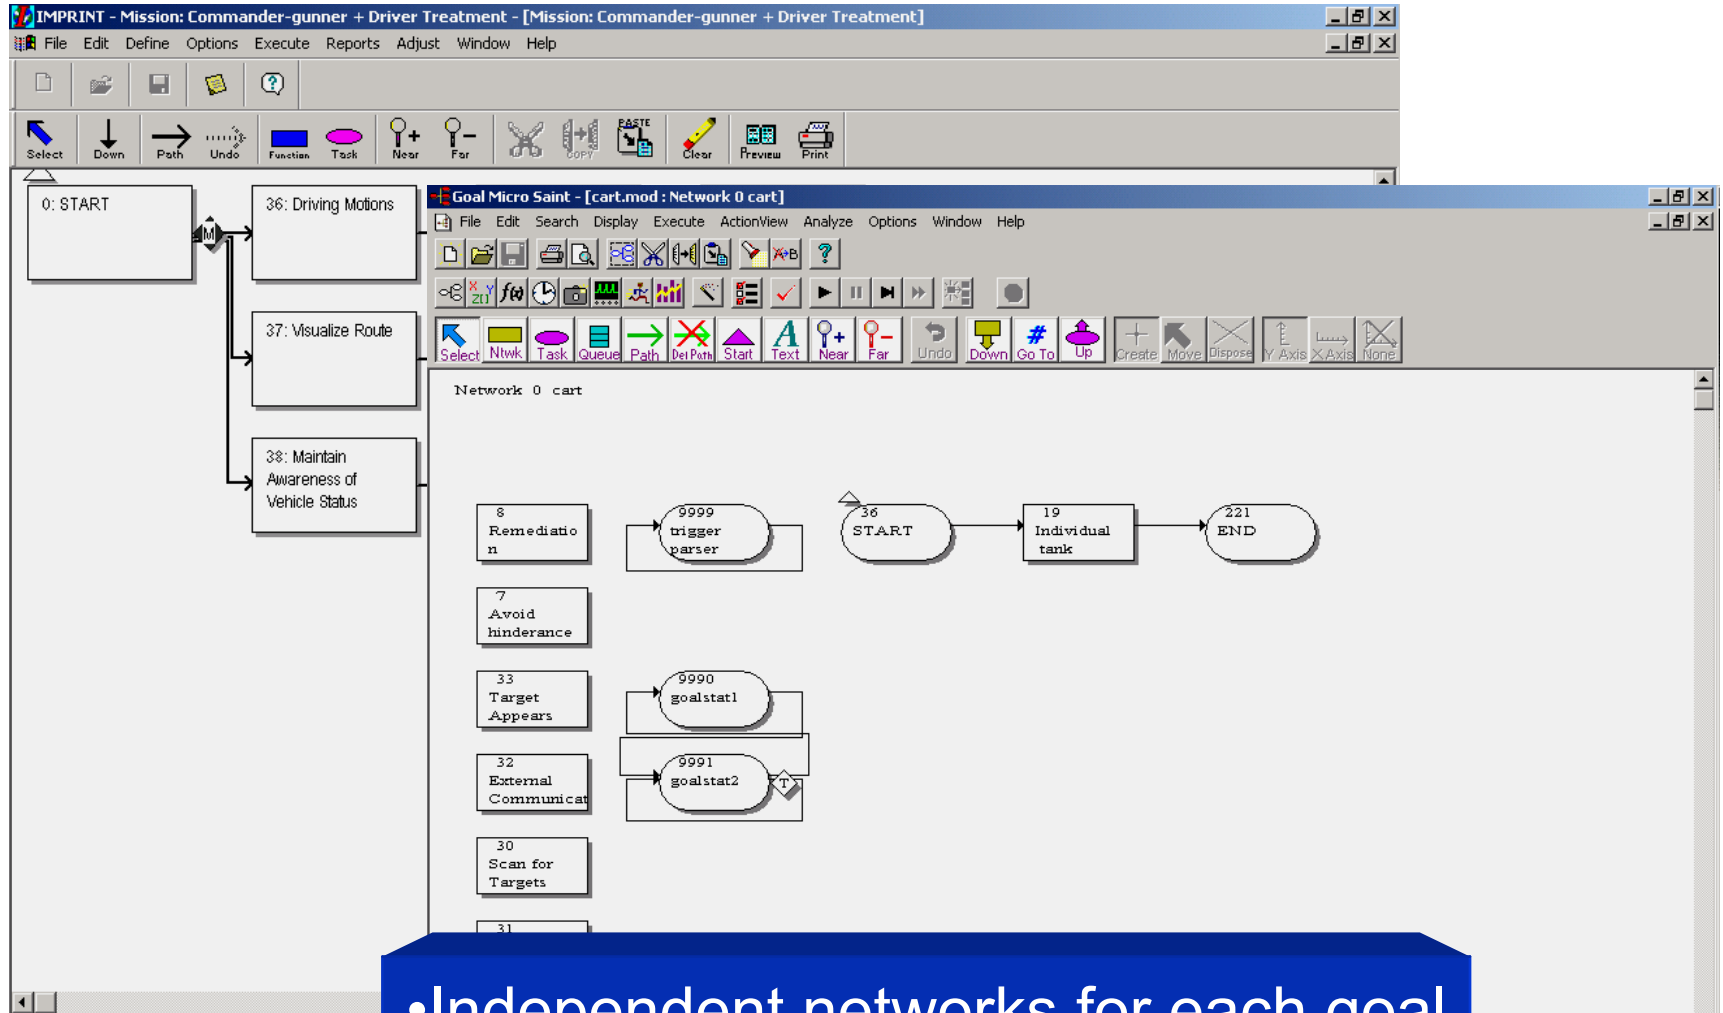 IMPRINT - Mission: Commander-gunner + Driver Treatment - [Mission: Commander-gunner + Driver Treatment]
File Edit Define Options Execute Reports Adjust Window Help
Select Down Path Undo Function Task Near Far COPY PASTE Clear Preview Print
0: START
M
36: Driving Motions
37: Visualize Route
38: Maintain
Awareness of
Vehicle Status
Goal Micro Saint - [cart.mod : Network 0 cart]
File Edit Search Display Execute ActionView Analyze Options Window Help
Select Ntwk Task Queue Path Del Path Start Text Near Far Undo Down Go To Up Create Move Dispose Y Axis X Axis None
Network 0 cart
8
Remediatio
n
9999
trigger
parser
36
START
19
Individual
tank
221
END
7
Avoid
hinderance
33
Target
Appears
9990
goalstat1
32
External
Communicat
9991
goalstat2
T
30
Scan for
Targets
31
•Independent networks for each goal